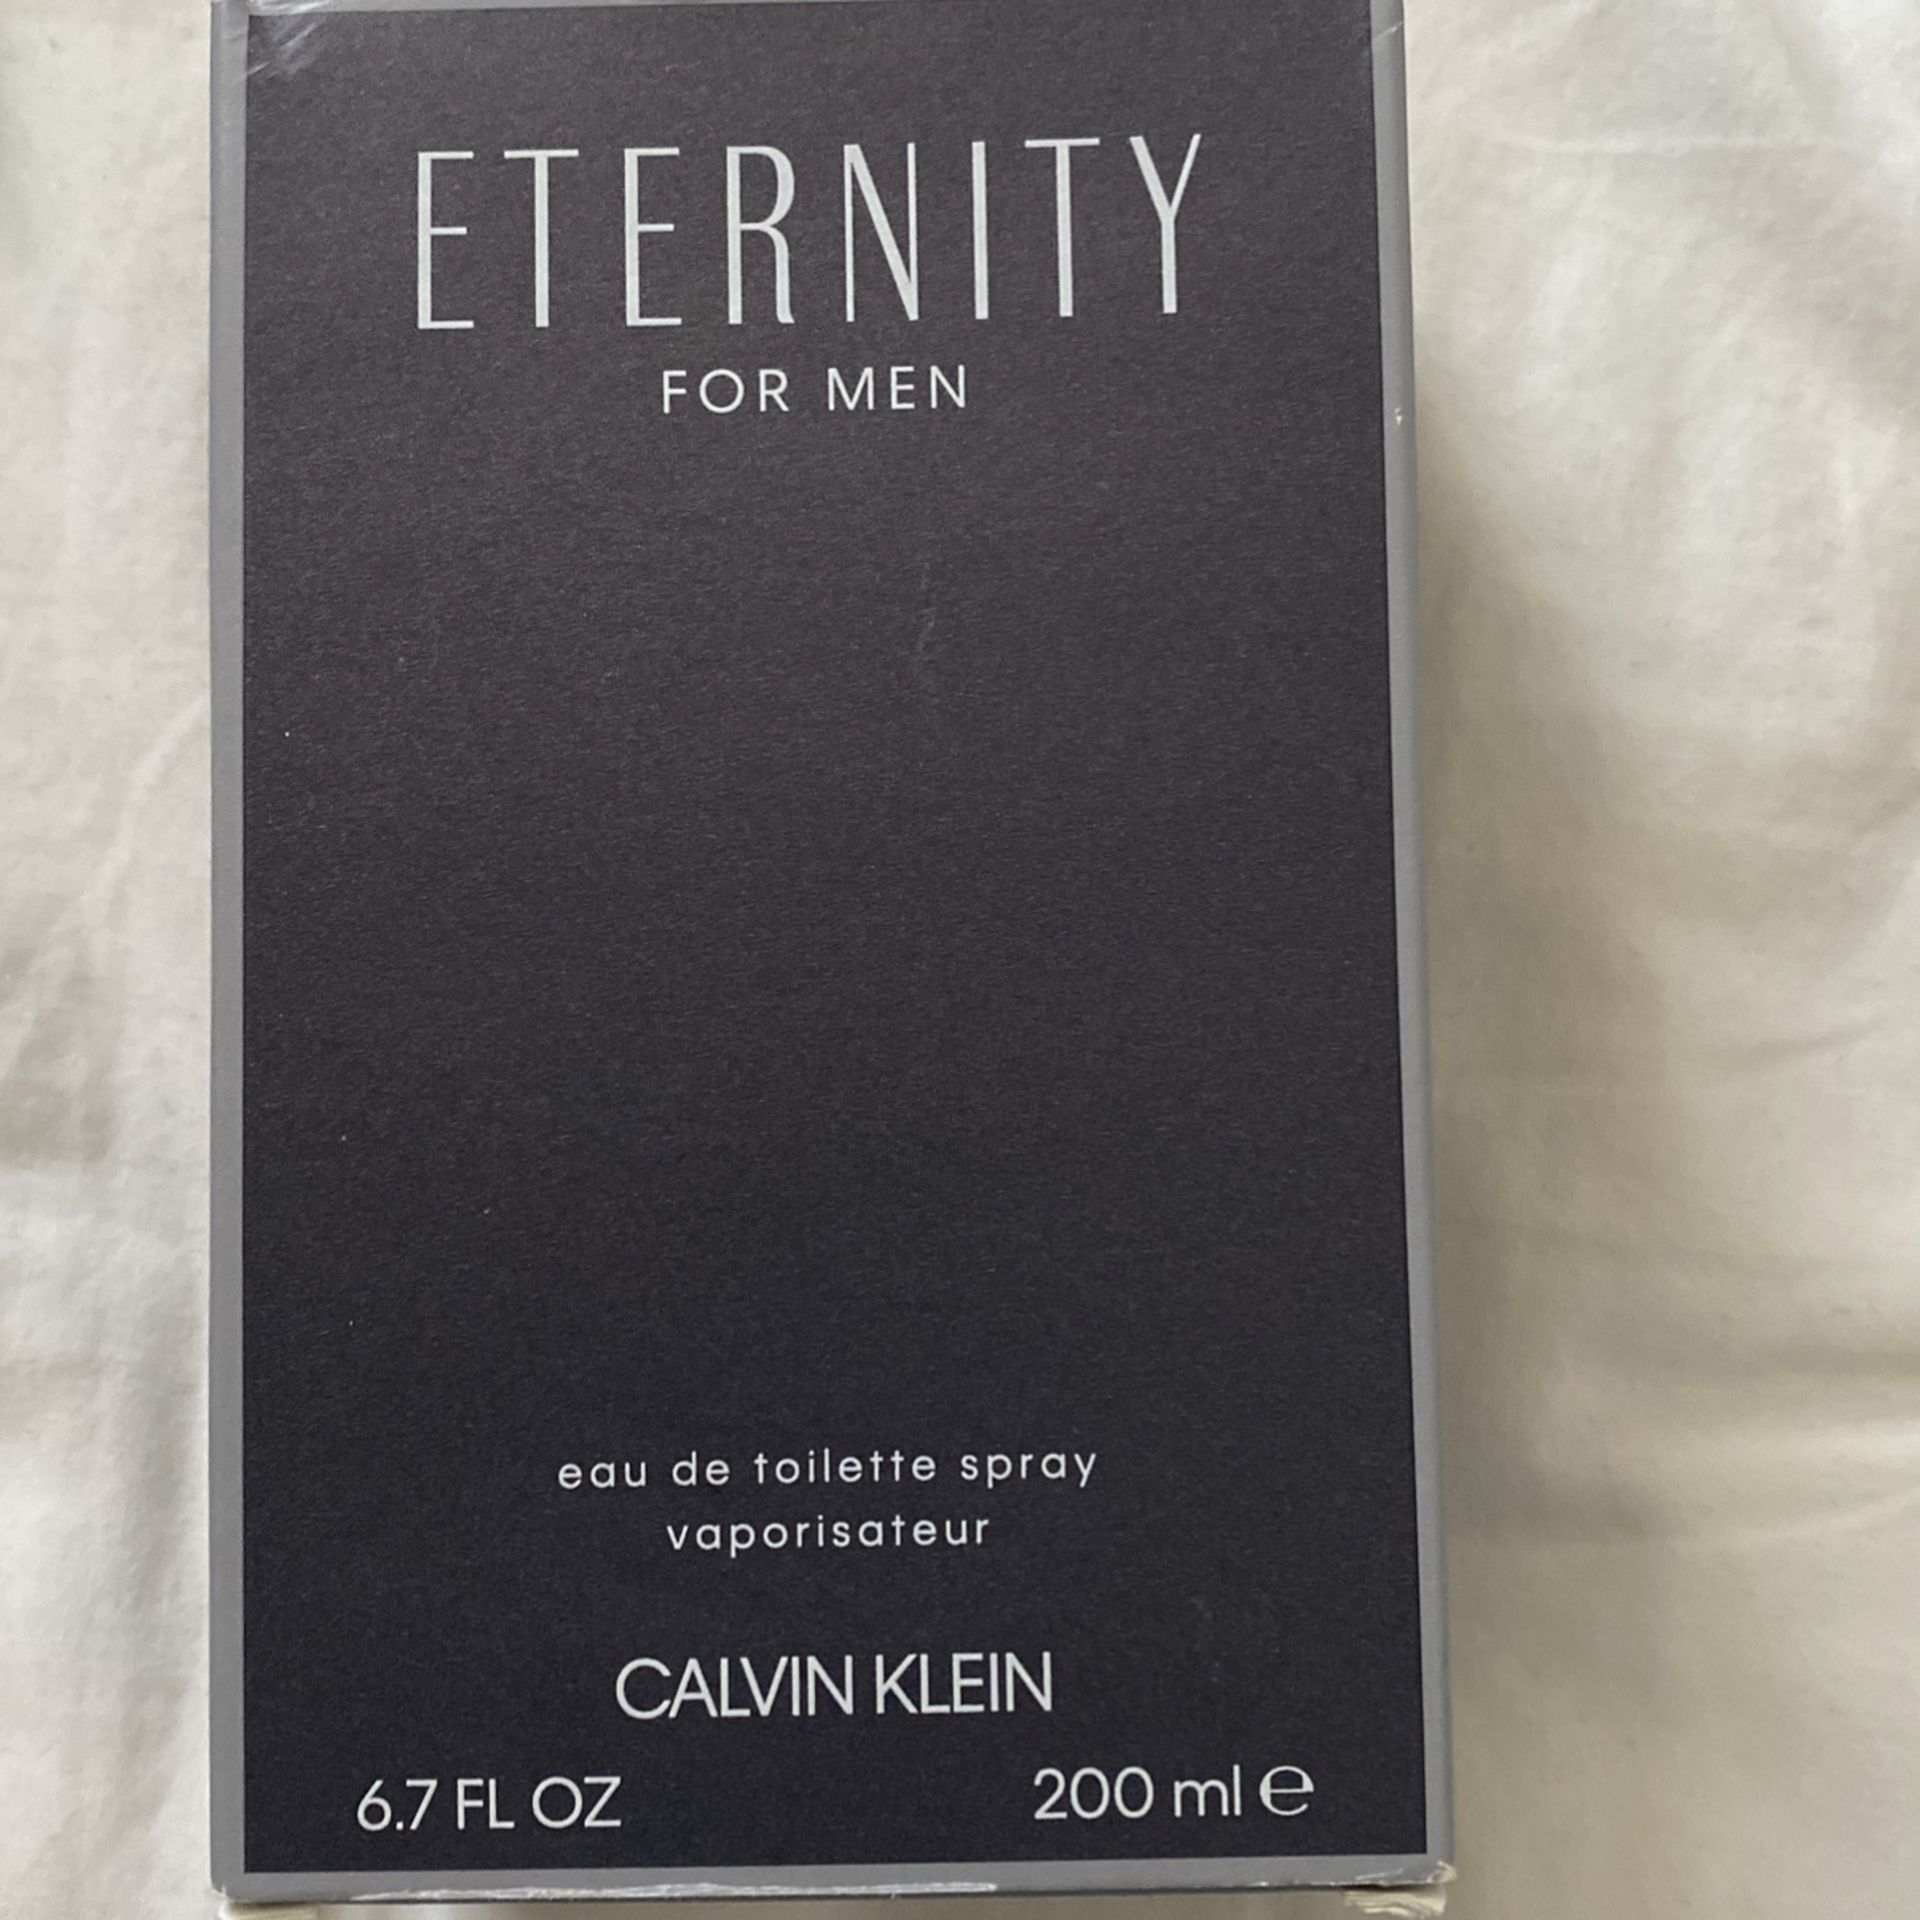 ETERNITY
FOR MEN
eau de toilette spray
vaporisateur
CALVIN KLEIN
6.7 FL OZ 200 ml ℮